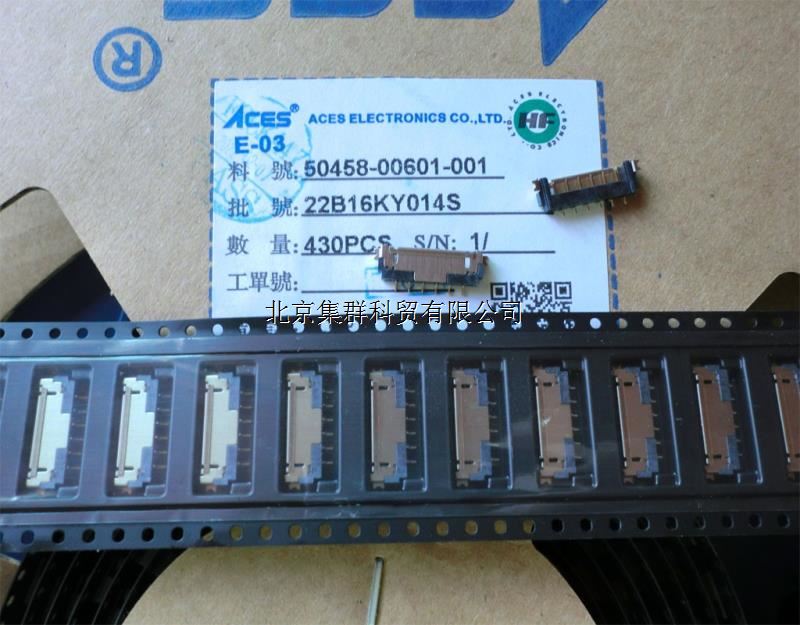 ACES® ACES ELECTRONICS CO.,LTD.
HF
E-03
料 號: 50458-00601-001
批 號: 22B16KY014S
數 量: 430PCS S/N: 1/
工單號:
北京集群科贸有限公司